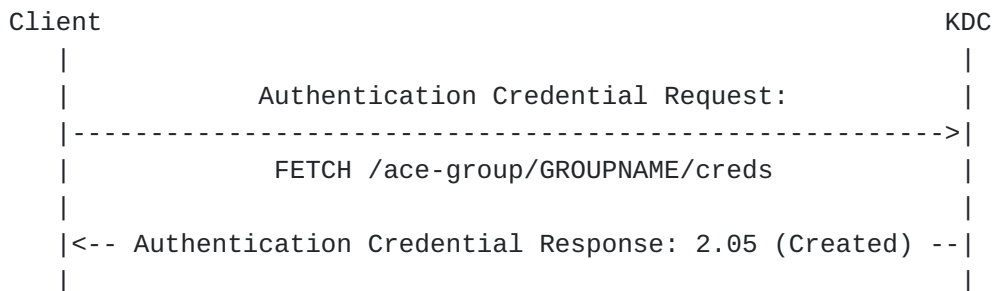 Client KDC
Authentication Credential Request:
------------------------------------------------------->
FETCH /ace-group/GROUPNAME/creds
<-- Authentication Credential Response: 2.05 (Created) --